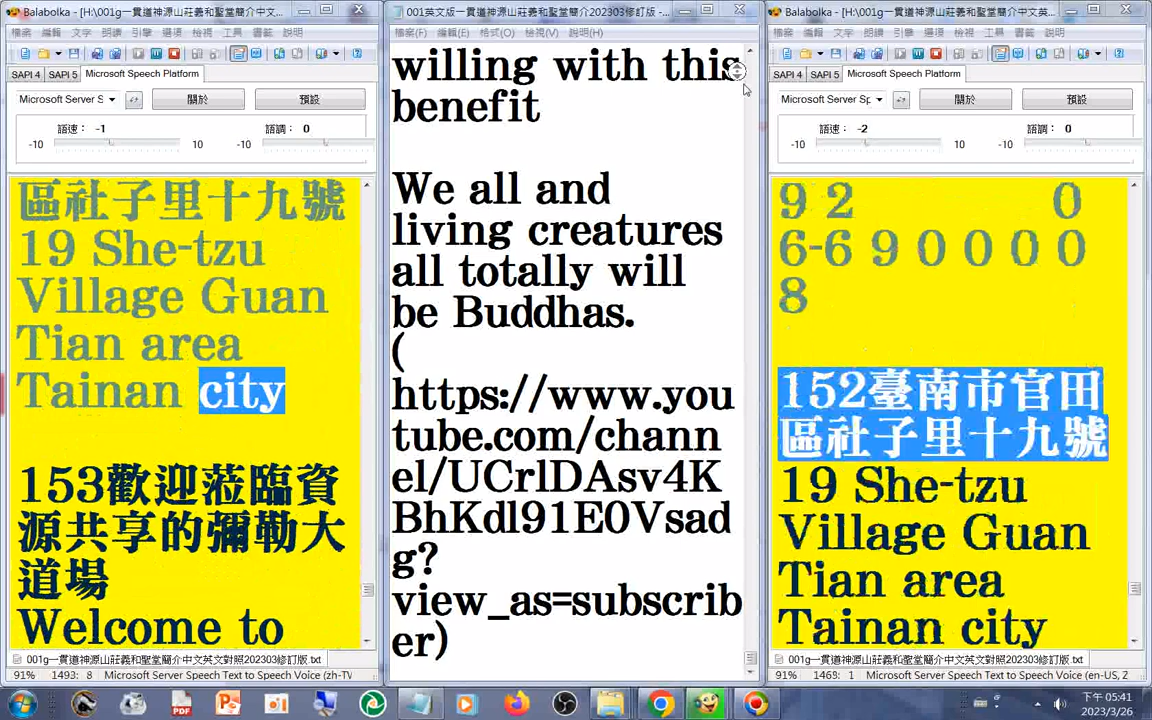 Balabolka - [H:\001g一貫道神源山莊義和聖堂簡介中文...
檔案 編輯 文字 朗讀 引擎 選項 檢視 工具 書籤 說明
SAPI 4 SAPI 5 Microsoft Speech Platform
Microsoft Server S 關於 預設
語速： -1 語調： 0
-10 10 -10
區社子里十九號
19 She-tzu
Village Guan
Tian area
Tainan city
153歡迎蒞臨資
源共享的彌勒大
道場
Welcome to
001g一貫道神源山莊義和聖堂簡介中文英文對照202303修訂版.txt
91% 1493: 8 Microsoft Server Speech Text to Speech Voice (zh-TV
001英文版一貫道神源山莊義和聖堂簡介202303修訂版 -
檔案(F) 編輯(E) 格式(O) 檢視(V) 說明(H)
willing with this
benefit
We all and
living creatures
all totally will
be Buddhas.
(
https://www.you
tube.com/chann
el/UCrlDAsv4K
BhKdl91E0Vsad
g?
view_as=subscrib
er)
Balabolka - [H:\001g一貫道神源山莊義和聖堂簡介中文英...
檔案 編輯 文字 朗讀 引擎 選項 檢視 工具 書籤 說明
SAPI 4 SAPI 5 Microsoft Speech Platform
Microsoft Server Sp 關於 預設
語速： -2 語調： 0
-10 10 -10
9 2 0
6-6 9 0 0 0 0
8
152臺南市官田
區社子里十九號
19 She-tzu
Village Guan
Tian area
Tainan city
001g一貫道神源山莊義和聖堂簡介中文英文對照202303修訂版.txt
91% 1468: 1 Microsoft Server Speech Text to Speech Voice (en-US, Z
下午 05:41
2023/3/26